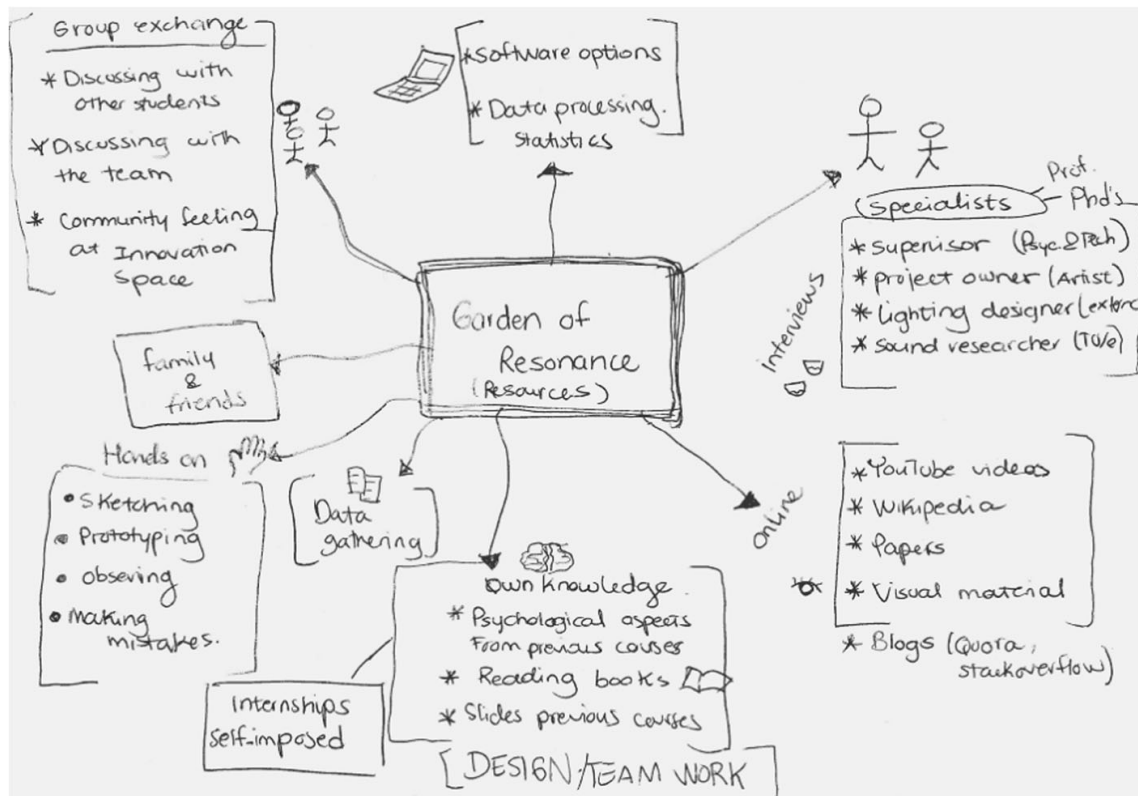 Group exchange
* Discussing with
other students
* Discussing with
the team
* Community feeling
at Innovation
Space
* Software options
* Data processing.
statistics
Prof.
Phd's
Specialists
* supervisor (Psyc.&Tech)
* project owner (Artist)
* Lighting designer (extern
* sound researcher (TU/e)
interviews
Garden of
Resonance
(Resources)
family
&
friends
Hands on
• Sketching
• Prototyping
• Obseving
• Making
mistakes.
Data
gathering
Own knowledge
* Psychological aspects
From previous courses
* Reading books
* Slides previous courses
Internships
self-imposed
DESIGN/TEAM WORK
online
* YouTube videos
* Wikipedia
* Papers
* Visual material
* Blogs (Quora,
stackoverflow)